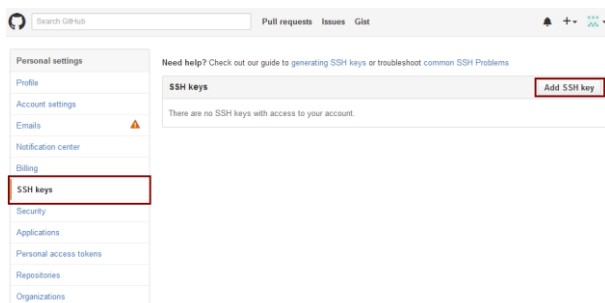 Search GitHub
Pull requests Issues Gist
Personal settings
Profile
Account settings
Emails
Notification center
Billing
SSH keys
Security
Applications
Personal access tokens
Repositories
Organizations
Need help? Check out our guide to generating SSH keys or troubleshoot common SSH Problems
SSH keys
Add SSH key
There are no SSH keys with access to your account.